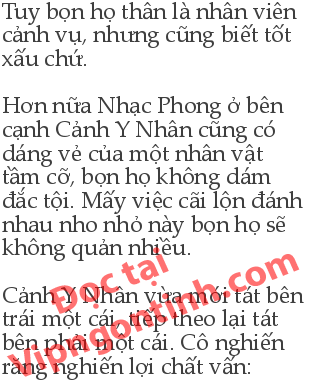 Tuy bọn họ thân là nhân viên
cảnh vụ, nhưng cũng biết tốt
xấu chứ.
Hơn nữa Nhạc Phong ở bên
cạnh Cảnh Y Nhân cũng có
dáng vẻ của một nhân vật
tầm cỡ, bọn họ không dám
đắc tội. Mấy việc cãi lộn đánh
nhau nho nhỏ này bọn họ sẽ
không quản nhiều.
Cảnh Y Nhân vừa mới tát bên
trái một cái, tiếp theo lại tát
bên phải một cái. Cô nghiến
răng nghiến lợi chất vấn:
Đọc tại
Vipngontinh.com